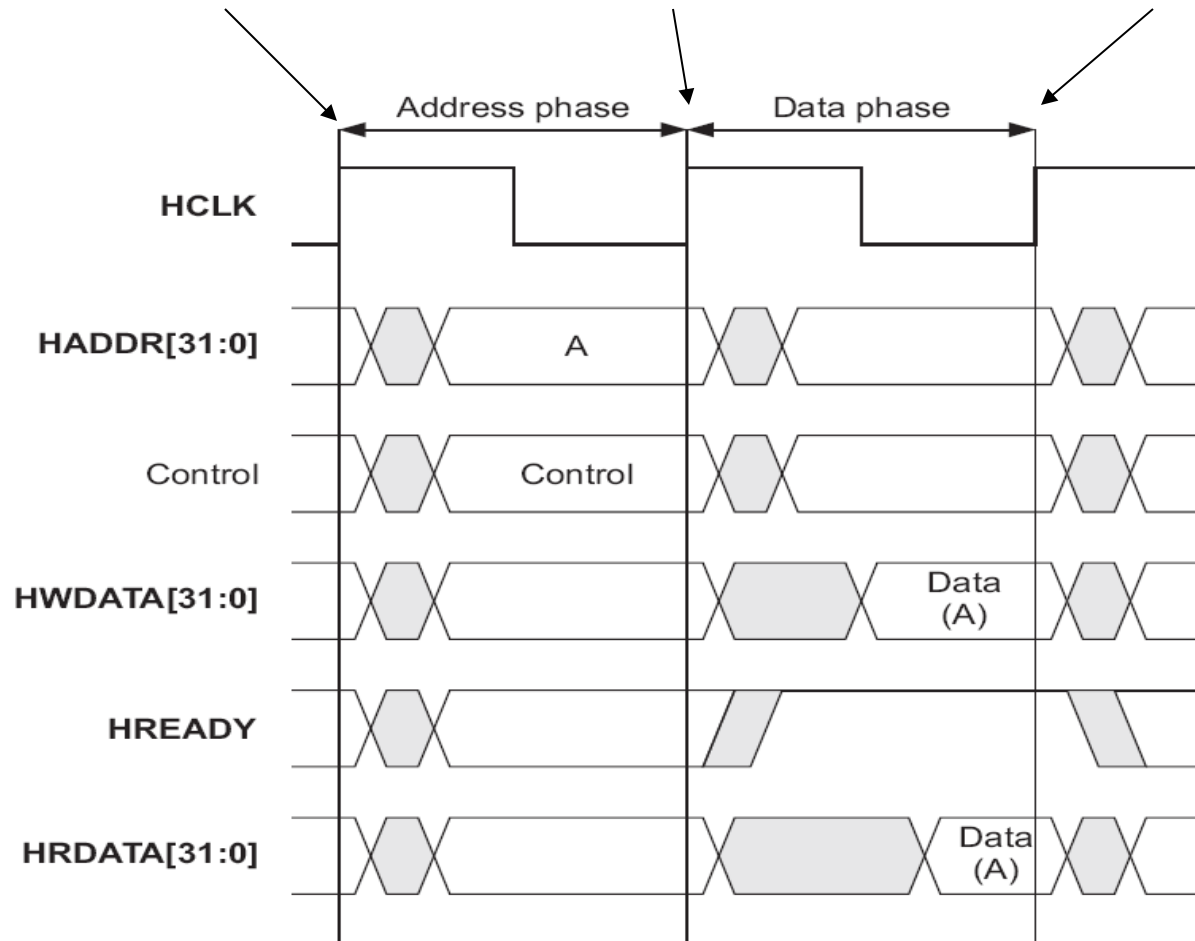 Address phase
Data phase
HCLK
HADDR[31:0]
A
Control
Control
HWDATA[31:0]
Data
(A)
HREADY
HRDATA[31:0]
Data
(A)